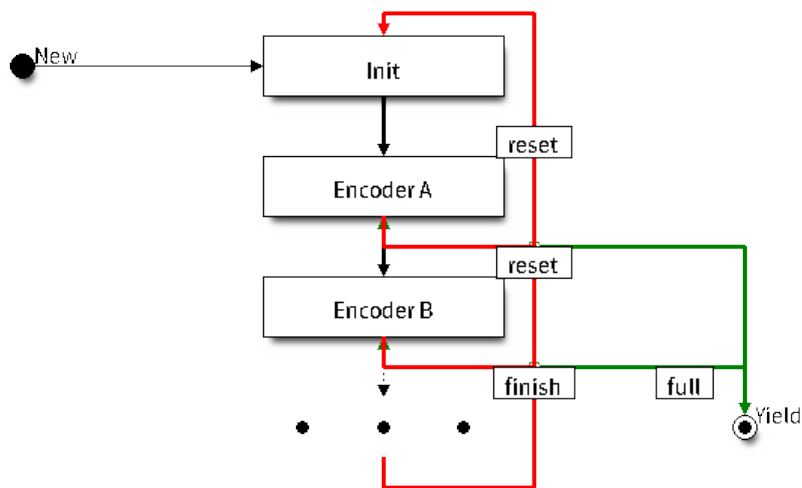 New
Init
reset
Encoder A
reset
Encoder B
finish
full
Yield